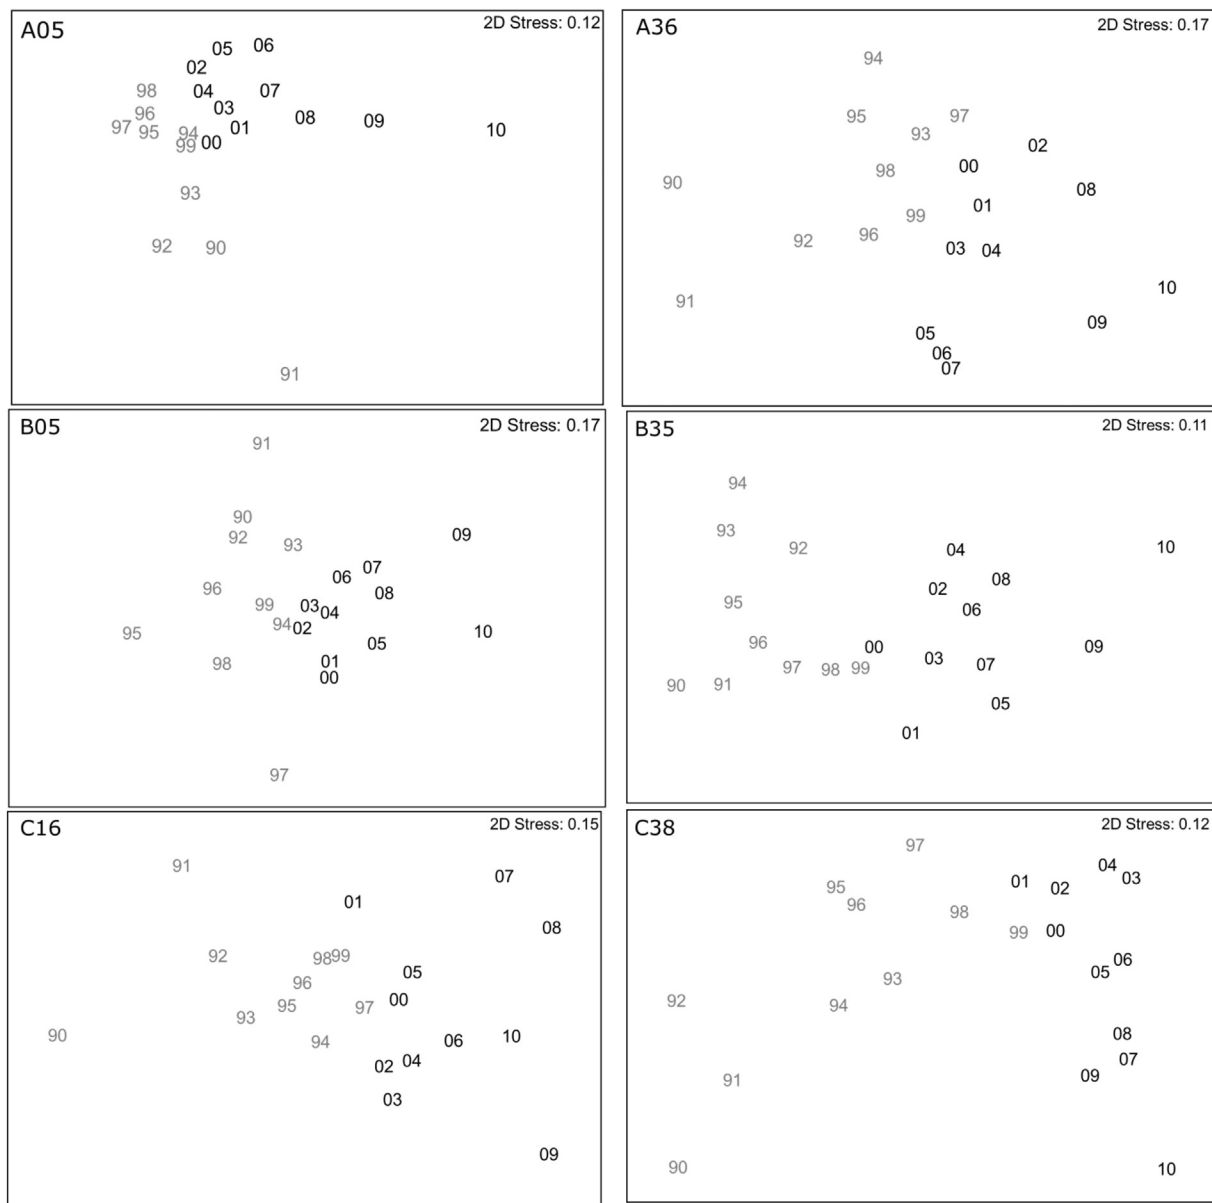 A05
2D Stress: 0.12
05 06
02
98 04 07
96 03
97 95 94 01 08 09 10
99 00
93
92 90
91
A36
2D Stress: 0.17
94
95 97
93 02
98 00
90 08
99 01
92 96 03 04
91 10
09
05
06
07
B05
2D Stress: 0.17
91
90
92 93 09
06 07
96 08
99 03 04
95 94 02 10
05
98 01
00
97
B35
2D Stress: 0.11
94
93
92 04 10
08
95 02
06
96 00 09
97 98 99 03 07
90 91
05
01
C16
2D Stress: 0.15
91 07
01
08
92 98 99
05
96
95 97 00
93
90 94 06 10
02 04
03
09
C38
2D Stress: 0.12
97
04
95 01 02 03
96 98
99 00
06
93 05
92 94
08
07
91 09
90 10